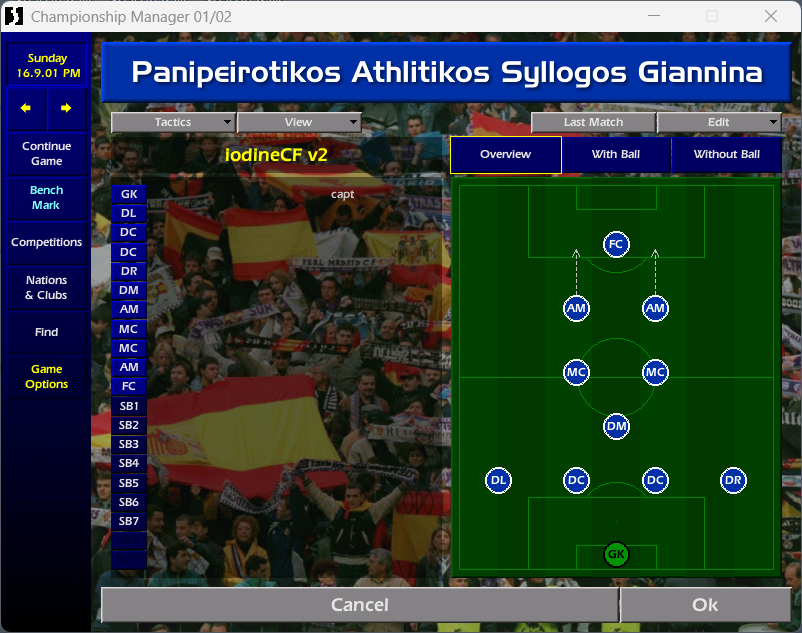 Championship Manager 01/02
Sunday
16.9.01 PM
Panipeirotikos Athlitikos Syllogos Giannina
Continue
Game
Bench
Mark
Competitions
Nations
& Clubs
Find
Game
Options
Tactics
View
Last Match
Edit
iodineCF v2
Overview
With Ball
Without Ball
GK
capt
DL
DC
DC
DR
DM
AM
MC
MC
AM
FC
SB1
SB2
SB3
SB4
SB5
SB6
SB7
FC
AM AM
MC MC
DM
DL DC DC DR
GK
REAL MADRID
Cancel
Ok